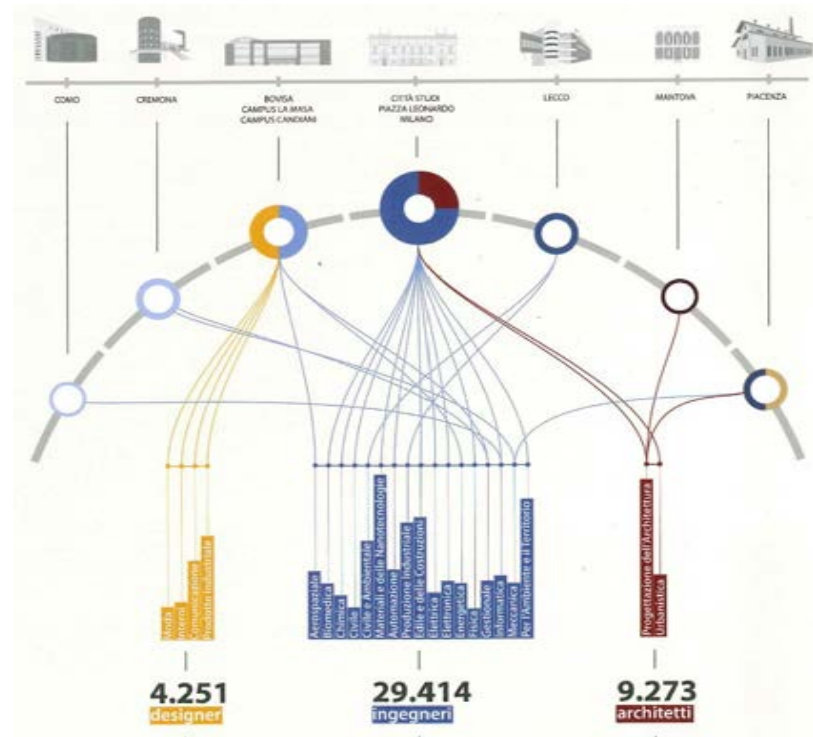 COMO
CREMONA
BOVISA
CAMPUS LA MASA
CAMPUS CANDIANI
CITTÀ STUDI
PIAZZA LEONARDO
MILANO
LECCO
MANTOVA
PIACENZA
Moda
Interni
Comunicazione
Prodotto Industriale
Aerospaziale
Biomedica
Chimica
Civile
Civile e Ambientale
Materiali e delle Nanotecnologie
Automazione
Produzione Industriale
Edile e delle Costruzioni
Elettrica
Elettronica
Energetica
Fisica
Gestionale
Informatica
Meccanica
Per l'Ambiente e il Territorio
Progettazione dell'Architettura
Urbanistica
4.251
designer
29.414
ingegneri
9.273
architetti